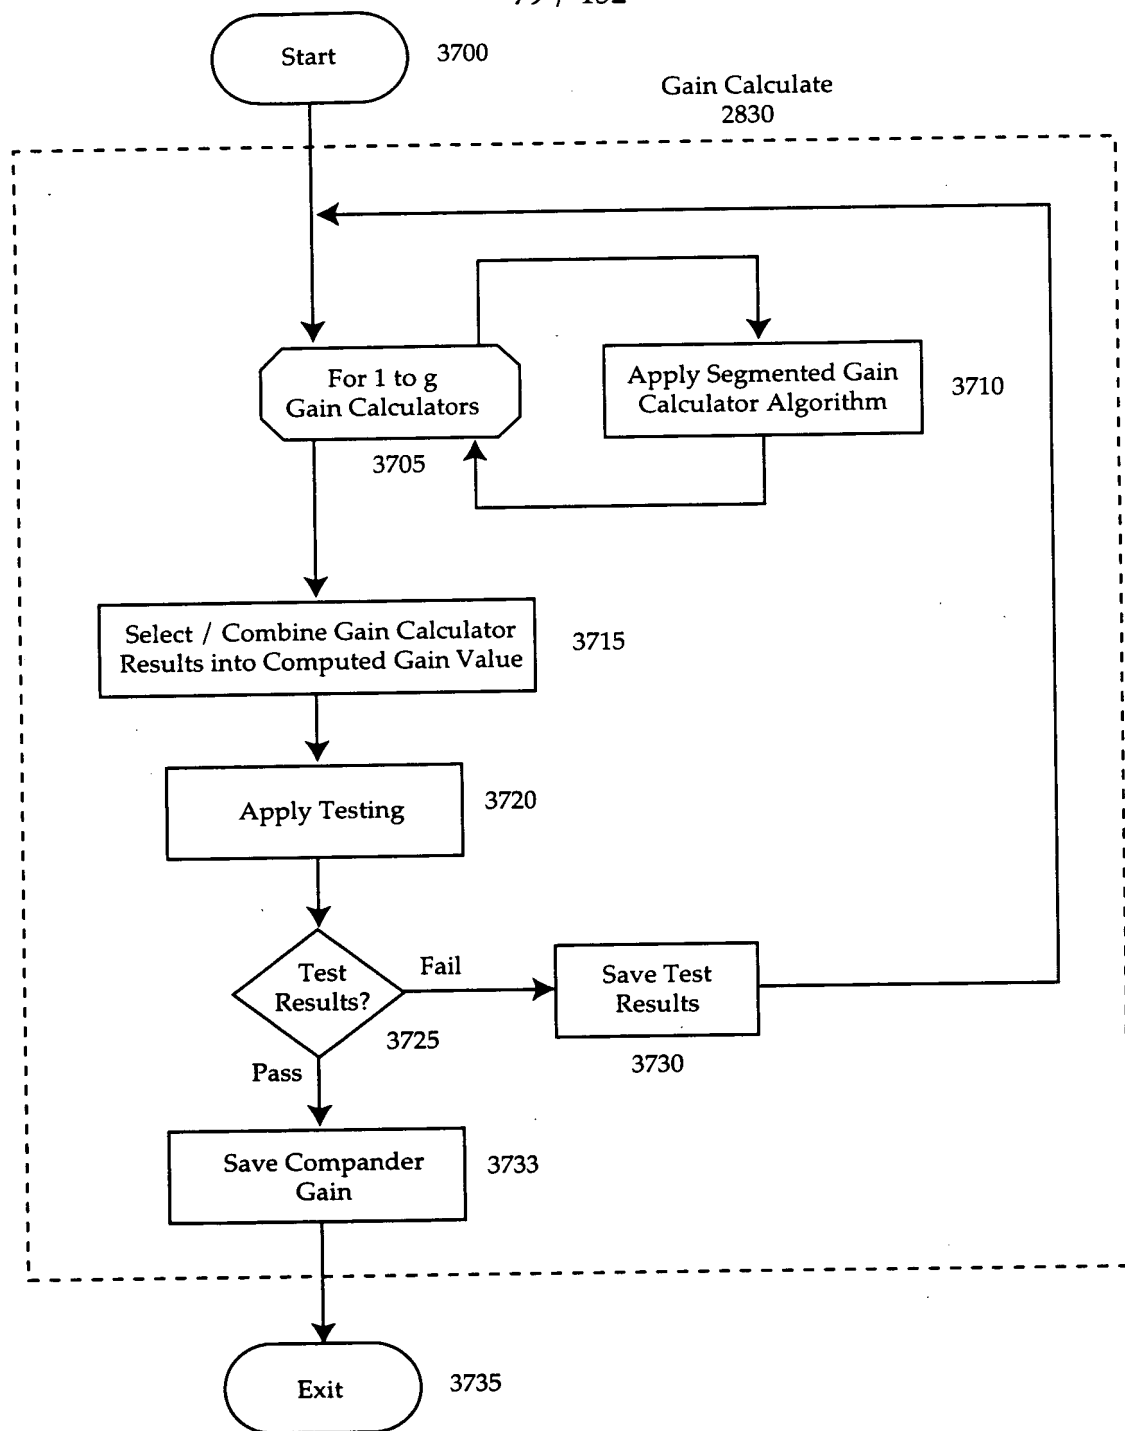 Start
3700
Gain Calculate
2830
For 1 to g
Gain Calculators
3705
Apply Segmented Gain
Calculator Algorithm
3710
Select / Combine Gain Calculator
Results into Computed Gain Value
3715
Apply Testing
3720
Test
Results?
3725
Fail
Pass
Save Test
Results
3730
Save Compander
Gain
3733
Exit
3735